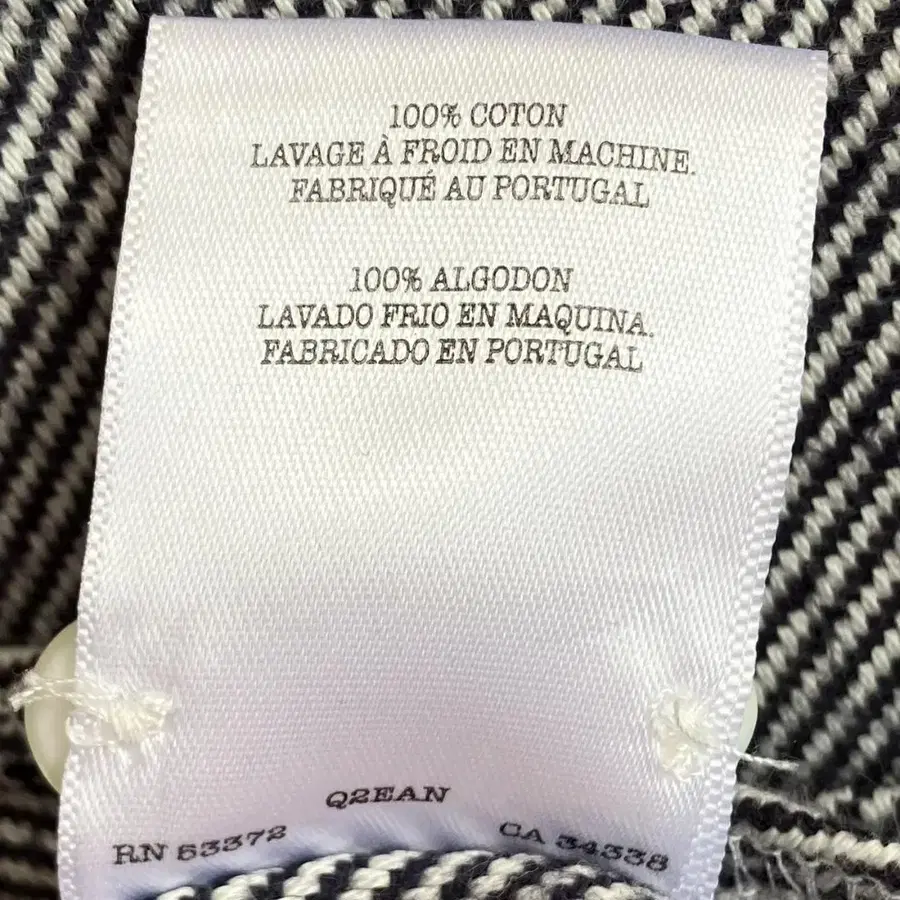 100% COTON
LAVAGE À FROID EN MACHINE.
FABRIQUÉ AU PORTUGAL
100% ALGODON
LAVADO FRIO EN MAQUINA.
FABRICADO EN PORTUGAL
Q2EAN
RN 53372 CA 34338